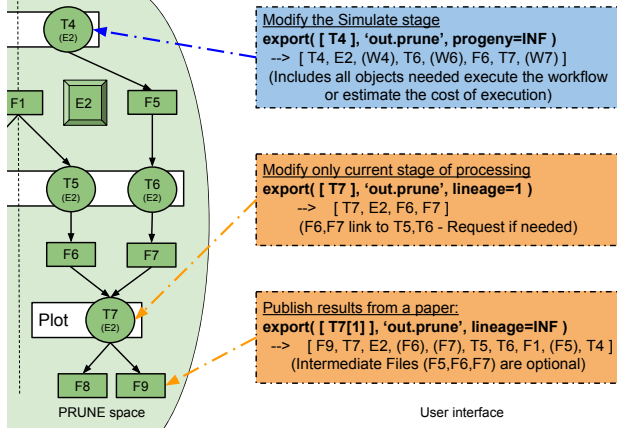 T4
(E2)
F1
E2
F5
T5
(E2)
T6
(E2)
F6
F7
Plot
T7
(E2)
F8
F9
PRUNE space
Modify the Simulate stage
export( [ T4 ], ‘out.prune’, progeny=INF )
--> [ T4, E2, (W4), T6, (W6), F6, T7, (W7) ]
(Includes all objects needed execute the workflow
or estimate the cost of execution)
Modify only current stage of processing
export( [ T7 ], ‘out.prune’, lineage=1 )
--> [ T7, E2, F6, F7 ]
(F6,F7 link to T5,T6 - Request if needed)
Publish results from a paper:
export( [ T7[1] ], ‘out.prune’, lineage=INF )
--> [ F9, T7, E2, (F6), (F7), T5, T6, F1, (F5), T4 ]
(Intermediate Files (F5,F6,F7) are optional)
User interface